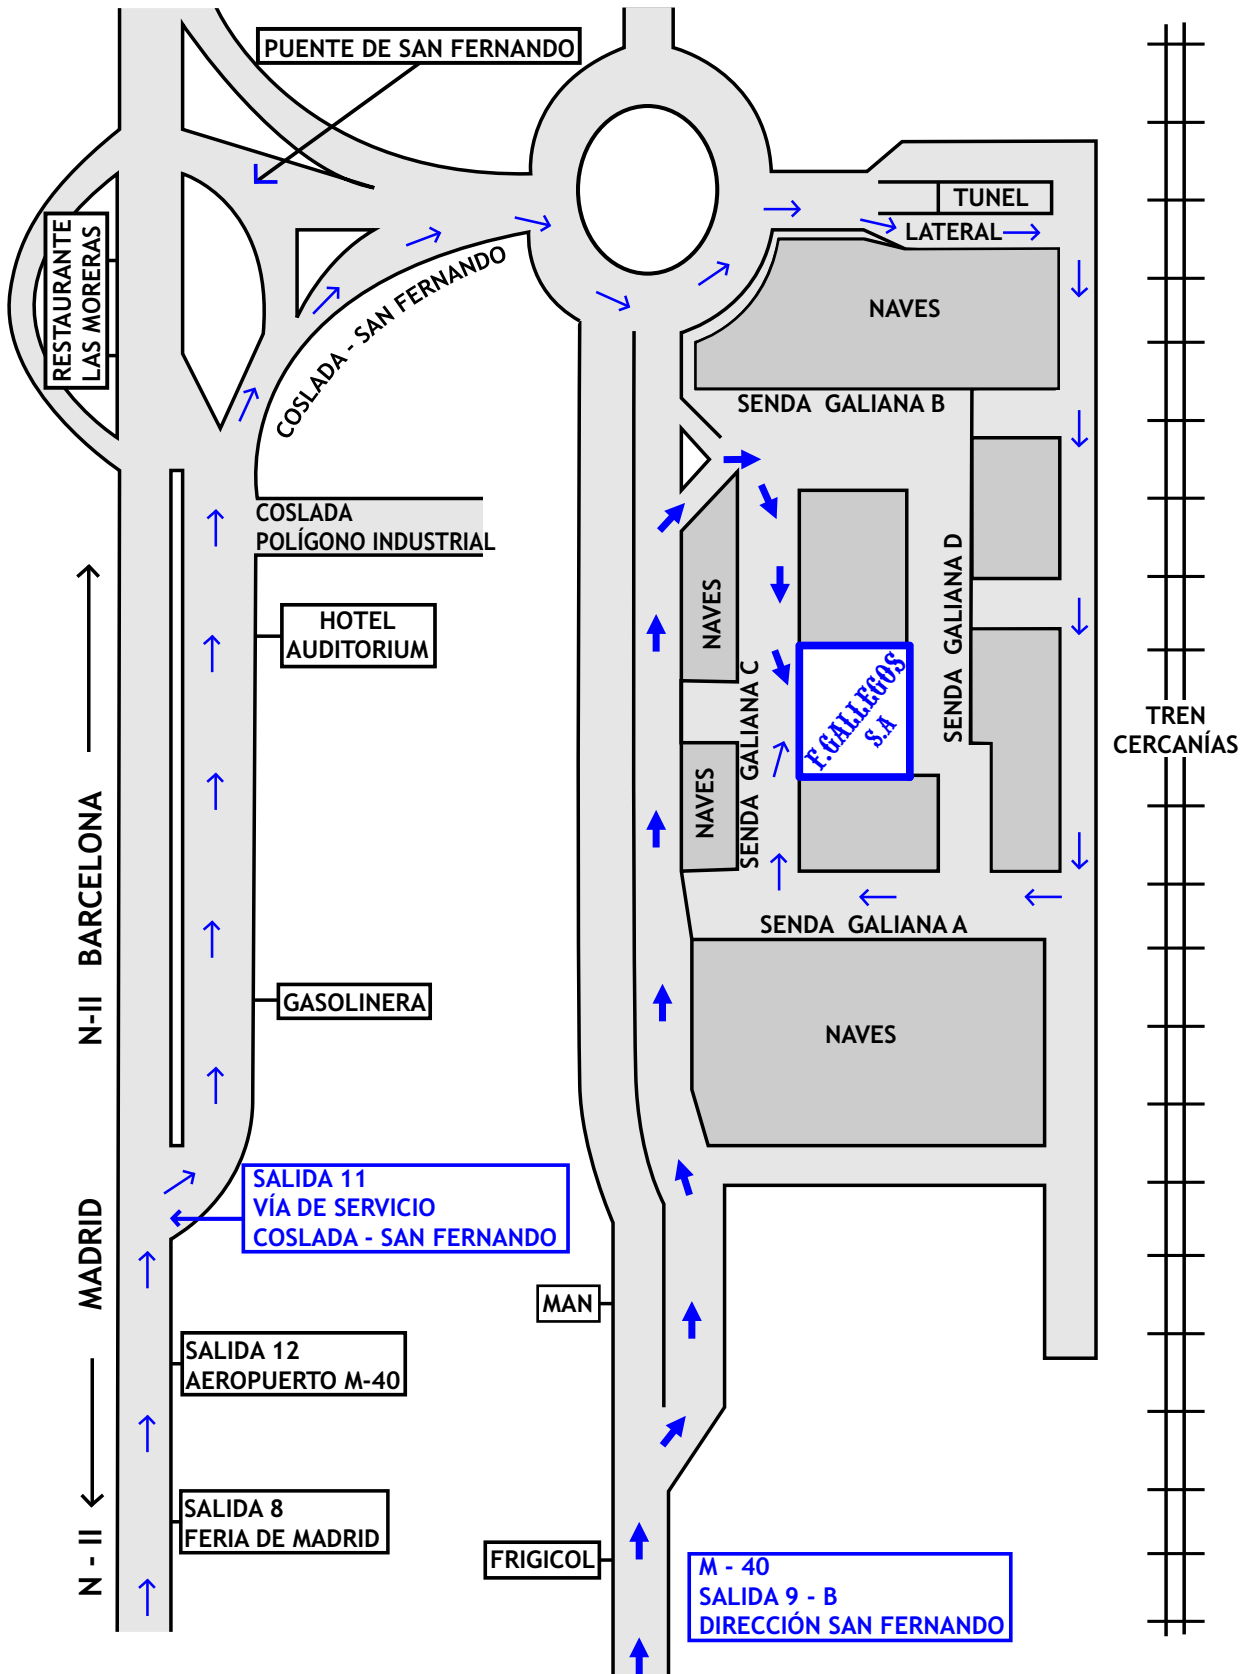 PUENTE DE SAN FERNANDO
TUNEL
LATERAL
RESTAURANTE
LAS MORERAS
COSLADA - SAN FERNANDO
NAVES
SENDA GALIANA B
COSLADA
POLÍGONO INDUSTRIAL
HOTEL
AUDITORIUM
NAVES
SENDA GALIANA C
SENDA GALIANA D
F.GALLEGOS
S.A
TREN
CERCANÍAS
NAVES
N-II BARCELONA
SENDA GALIANA A
GASOLINERA
NAVES
SALIDA 11
VÍA DE SERVICIO
COSLADA - SAN FERNANDO
N - II MADRID
MAN
SALIDA 12
AEROPUERTO M-40
SALIDA 8
FERIA DE MADRID
FRIGICOL
M - 40
SALIDA 9 - B
DIRECCIÓN SAN FERNANDO